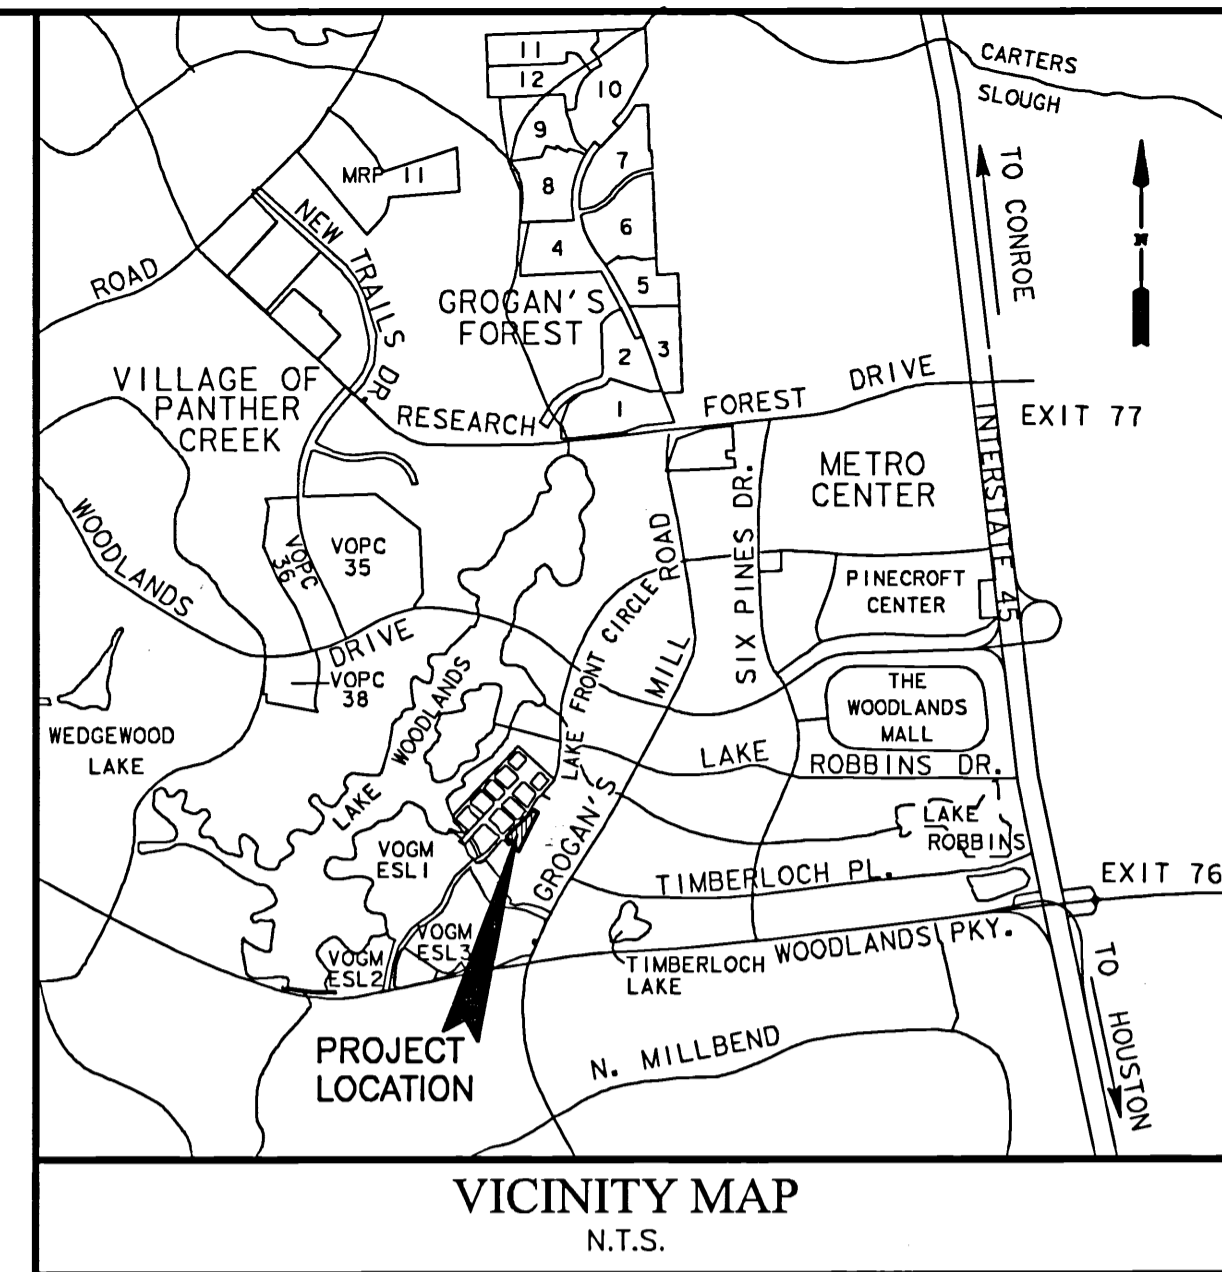 CARTERS
SLOUGH
11
12
10
9
7
8
6
4
5
3
2
1
MRP 11
TO CONROE
N
NEW TRAILS DR.
ROAD
GROGAN'S
FOREST
VILLAGE OF
PANTHER
CREEK
RESEARCH FOREST DRIVE
EXIT 77
INTERSTATE 45
METRO
CENTER
SIX PINES DR.
PINECROFT
CENTER
WOODLANDS DRIVE
VOPC
36
VOPC
35
VOPC
38
LAKE FRONT CIRCLE
GROGAN'S MILL ROAD
THE
WOODLANDS
MALL
WEDGEWOOD
LAKE
LAKE WOODLANDS
LAKE ROBBINS DR.
LAKE
ROBBINS
VOGM
ESL1
TIMBERLOCH PL.
EXIT 76
VOGM
ESL3
VOGM
ESL2
WOODLANDS PKY.
TIMBERLOCH
LAKE
TO HOUSTON
PROJECT
LOCATION
N. MILLBEND
VICINITY MAP
N.T.S.